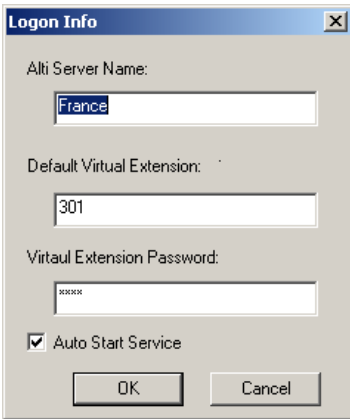 Logon Info
Alti Server Name:
France
Default Virtual Extension:
301
Virtaul Extension Password:
****
Auto Start Service
OK Cancel